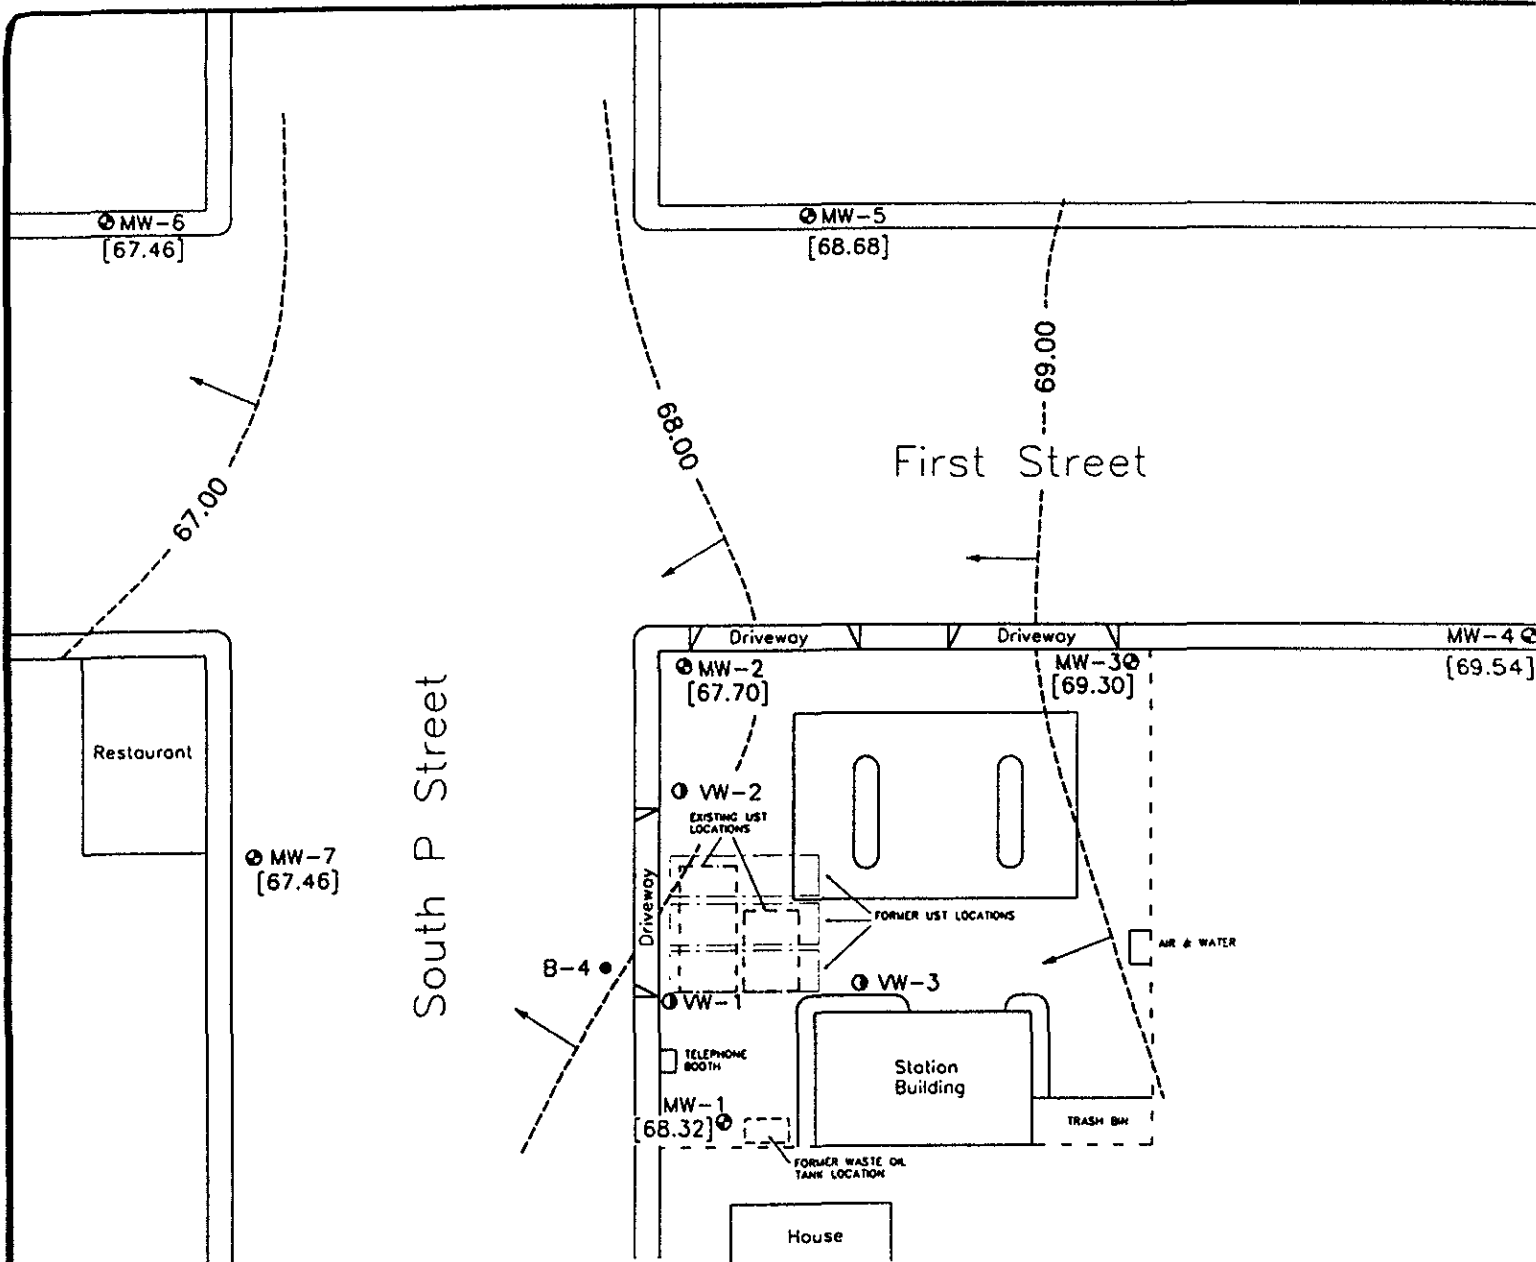 MW-6
[67.46]
MW-5
[68.68]
69.00
68.00
First Street
67.00
Driveway
Driveway
MW-4
[69.54]
MW-2
[67.70]
MW-3
[69.30]
Restaurant
South P Street
VW-2
EXISTING UST
LOCATIONS
MW-7
[67.46]
Driveway
FORMER UST LOCATIONS
AIR & WATER
B-4
VW-3
VW-1
TELEPHONE
BOOTH
Station
Building
MW-1
[68.32]
TRASH BIN
FORMER WASTE OIL
TANK LOCATION
House